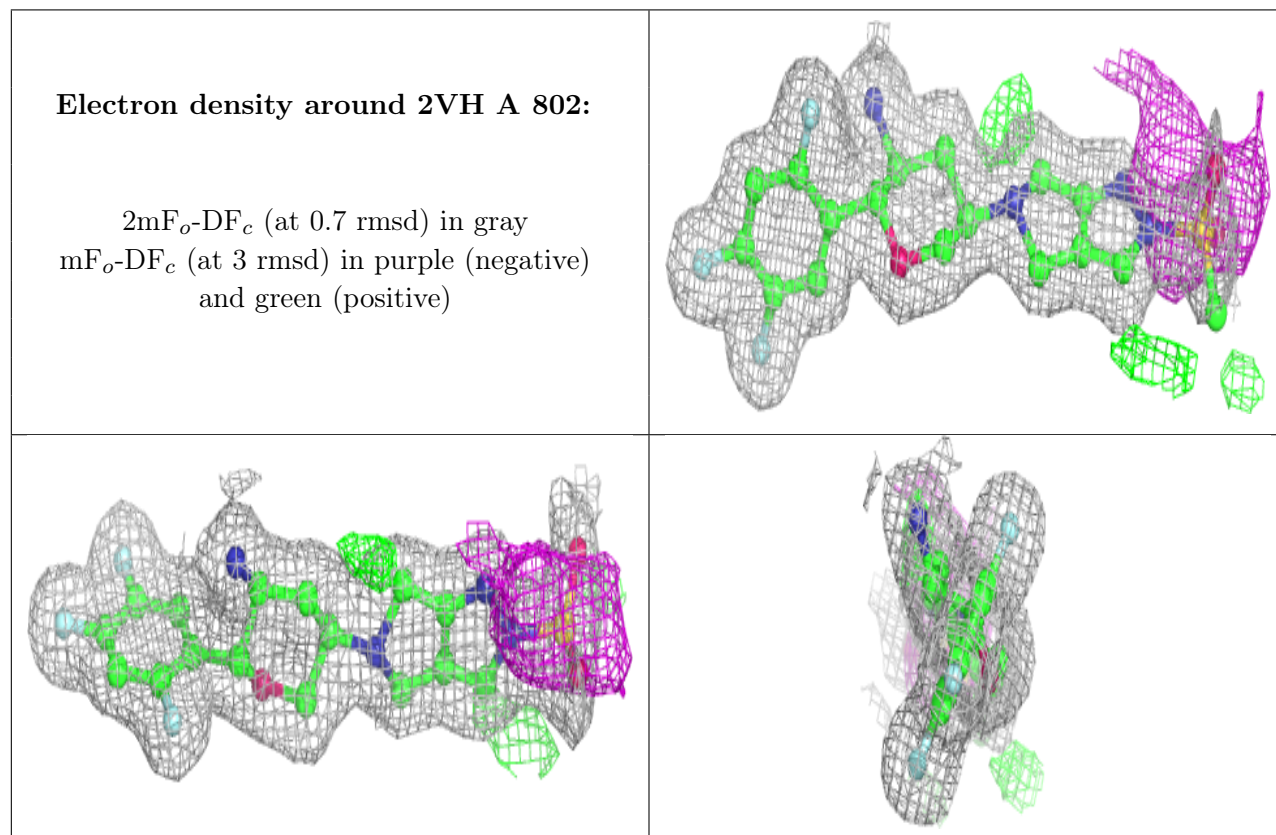 Electron density around 2VH A 802:
2mFo-DFc (at 0.7 rmsd) in gray
mFo-DFc (at 3 rmsd) in purple (negative)
and green (positive)